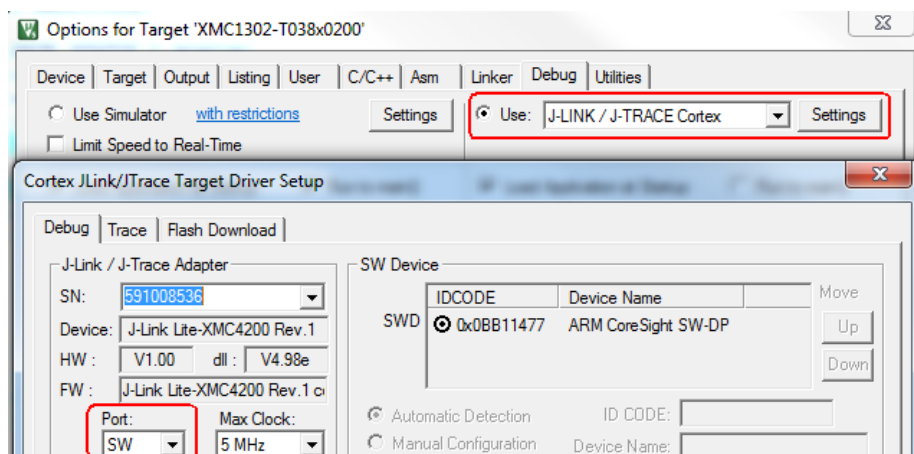 Options for Target 'XMC1302-T038x0200'
Device Target Output Listing User C/C++ Asm Linker Debug Utilities
Use Simulator with restrictions Settings Use: J-LINK / J-TRACE Cortex Settings
Limit Speed to Real-Time
Cortex JLink/JTrace Target Driver Setup
Debug Trace Flash Download
J-Link / J-Trace Adapter SW Device
SN: 591008536 IDCODE Device Name Move
SWD 0x0BB11477 ARM CoreSight SW-DP Up
Device: J-Link Lite-XMC4200 Rev.1
HW : V1.00 dll : V4.98e Down
FW : J-Link Lite-XMC4200 Rev.1
Port: Max Clock: Automatic Detection ID CODE:
SW 5 MHz Manual Configuration Device Name: